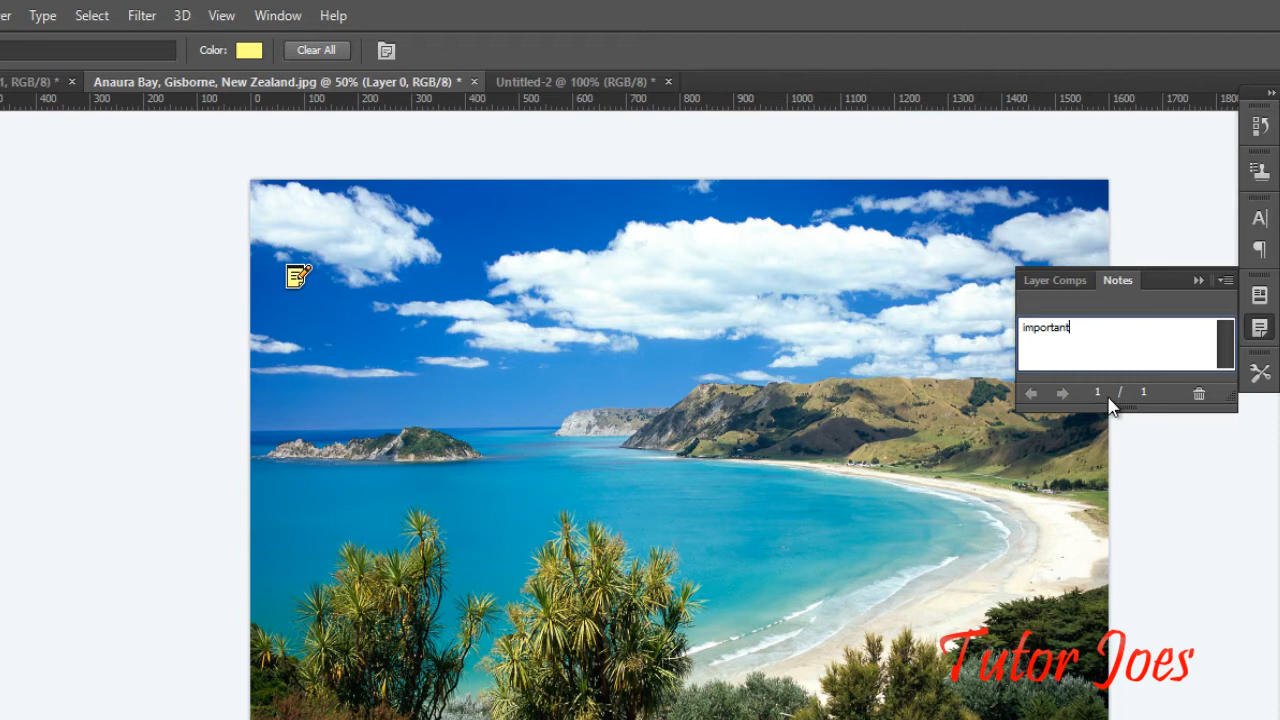 er Type Select Filter 3D View Window Help
Color: Clear All
1, RGB/8) * × Anaura Bay, Gisborne, New Zealand.jpg @ 50% (Layer 0, RGB/8) * × Untitled-2 @ 100% (RGB/8) * ×
400 300 200 100 0 100 200 300 400 500 600 700 800 900 1000 1100 1200 1300 1400 1500 1600 1700 1800
Layer Comps Notes
important
1 / 1
Tutor Joes